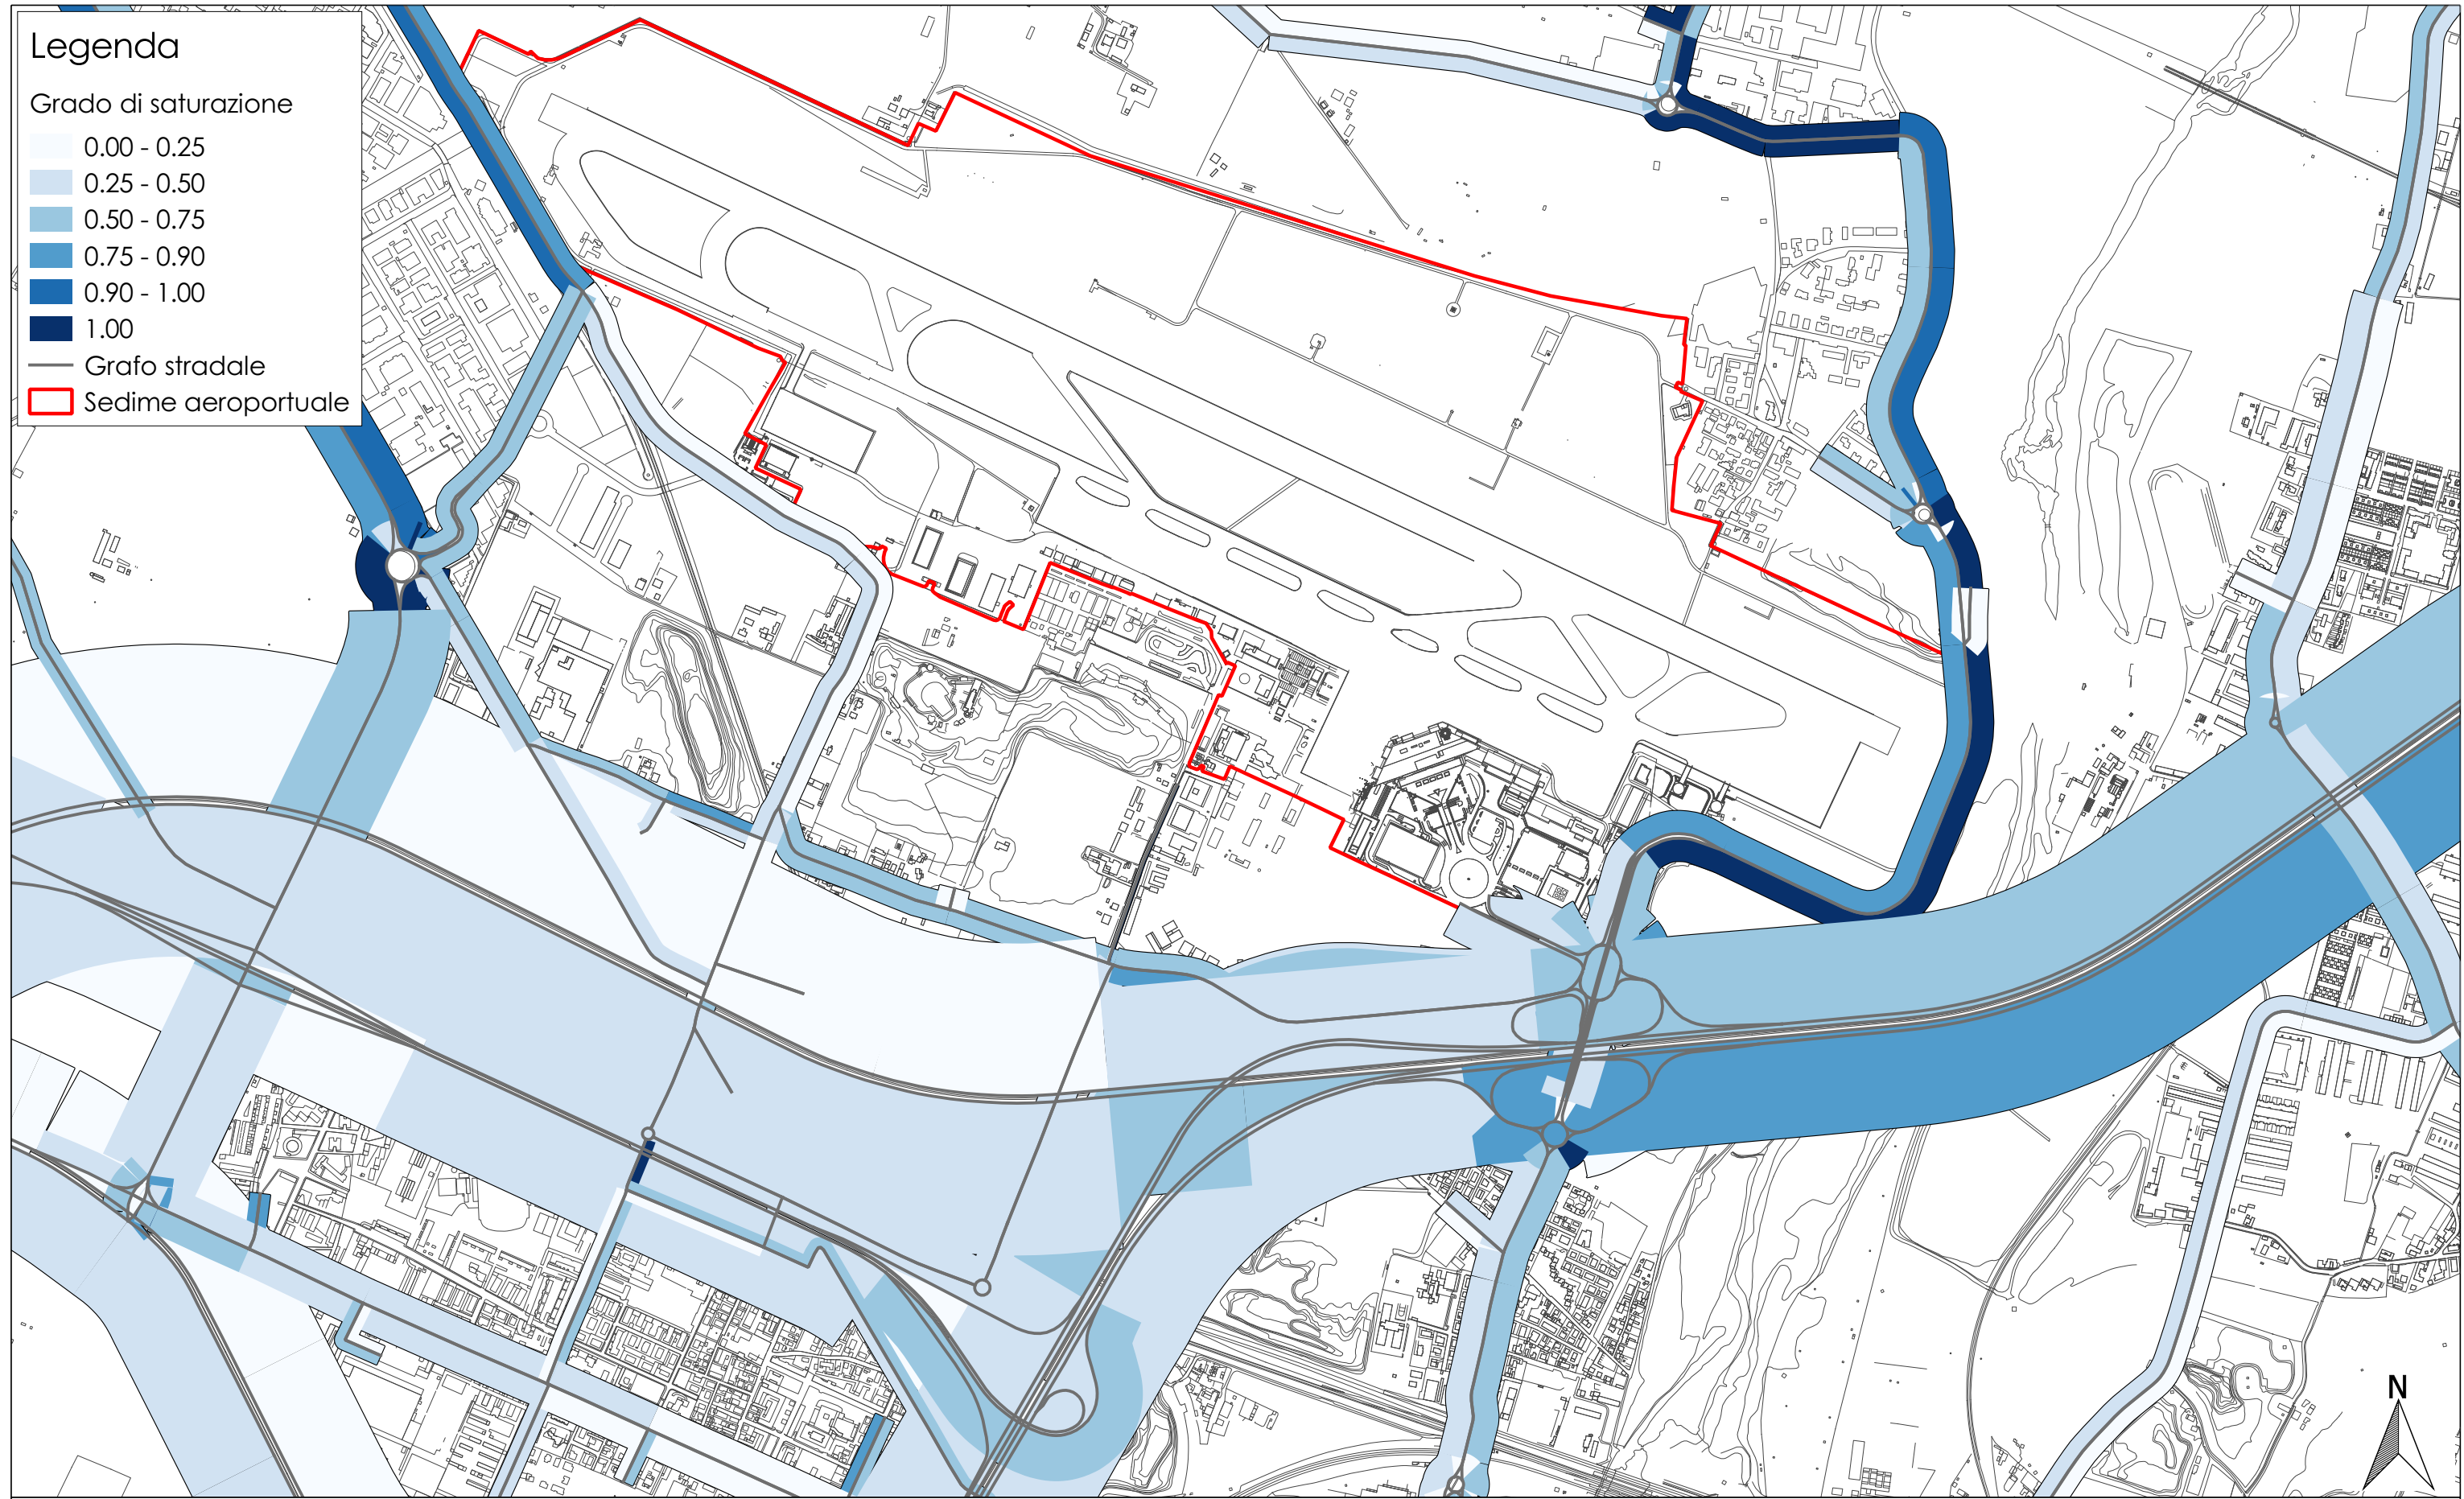 Legenda
Grado di saturazione
0.00 - 0.25
0.25 - 0.50
0.50 - 0.75
0.75 - 0.90
0.90 - 1.00
1.00
Grafo stradale
Sedime aeroportuale
N